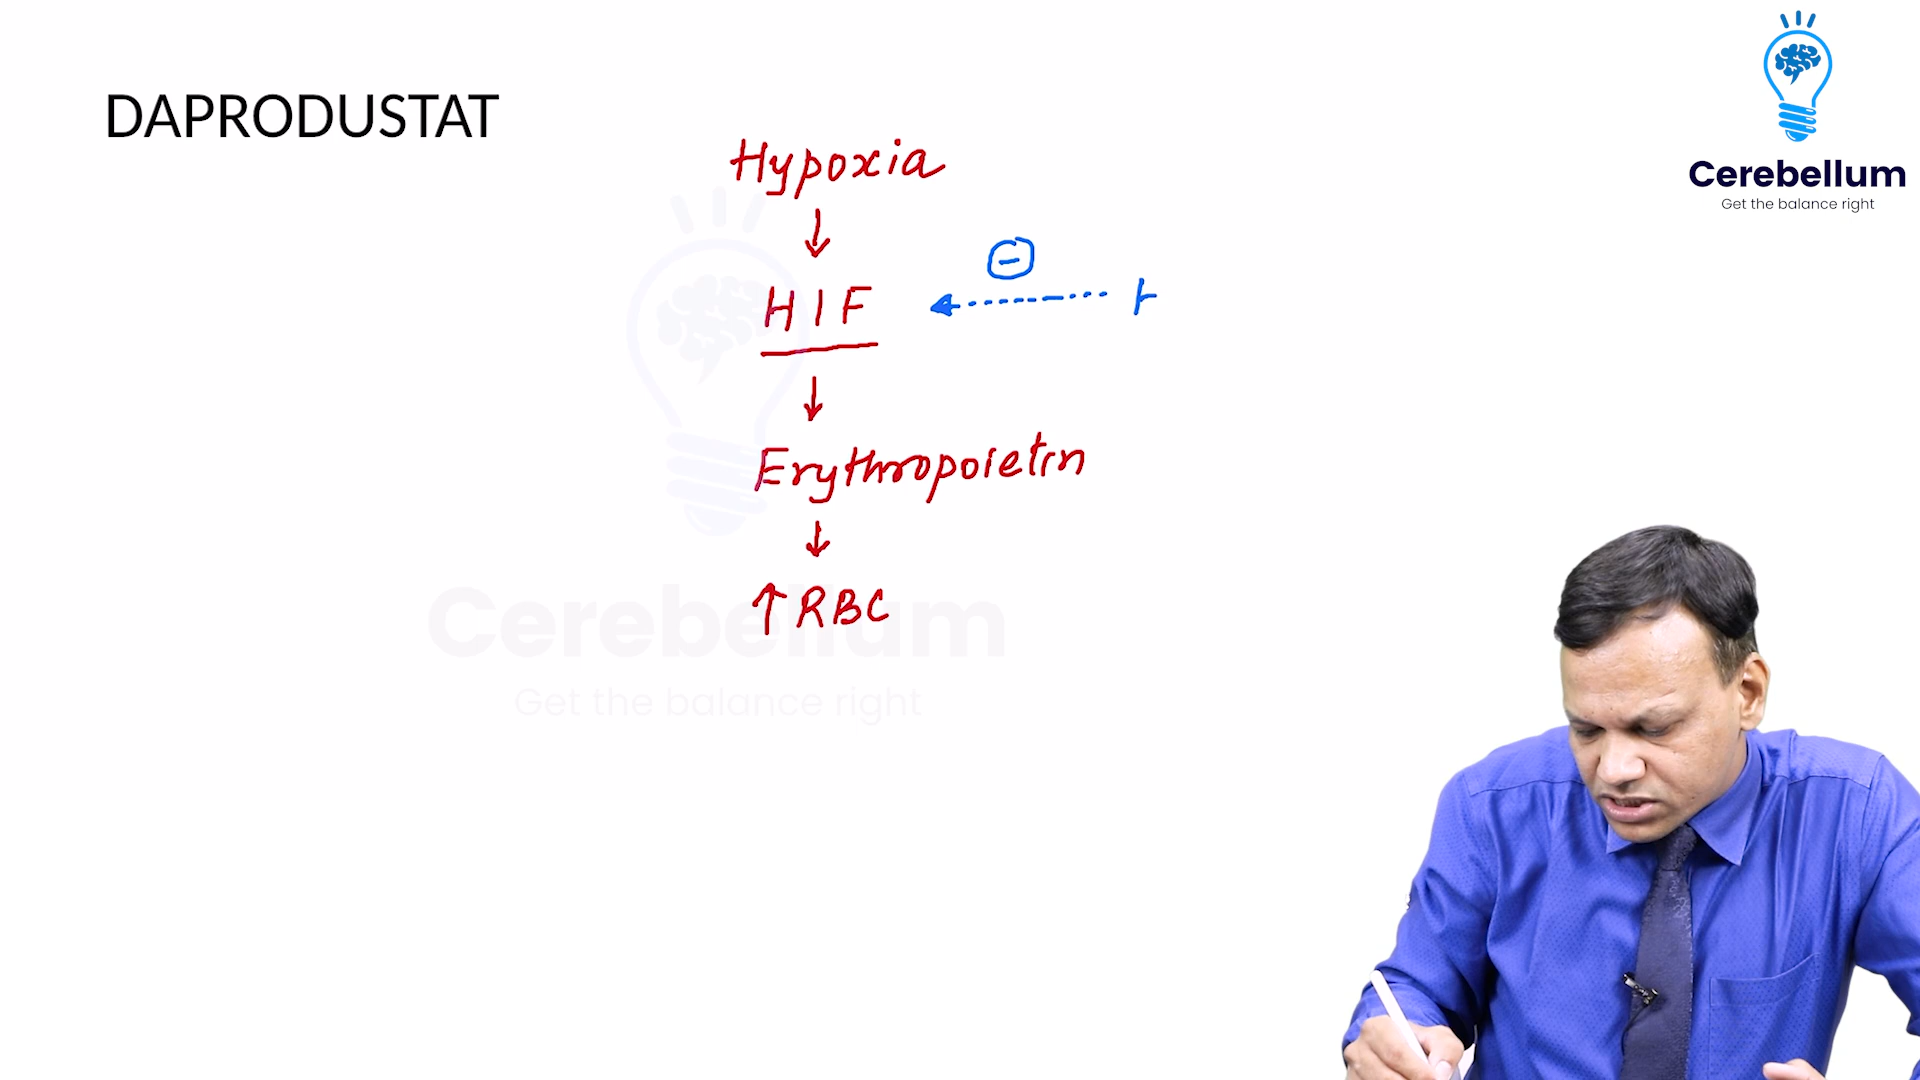 DAPRODUSTAT
Hypoxia
↓
HIF
⊖
↓
Erythropoietin
↓
↑ RBC
Cerebellum
Get the balance right
Cerebellum
Get the balance right